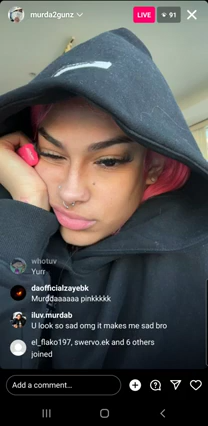 murda2gunz
LIVE
91
whotuv
Yurr
daofficialzayebk
Murddaaaaaa pinkkkkk
iluv.murdab
U look so sad omg it makes me sad bro
el_flako197, swervo.ek and 6 others
joined
Add a comment...